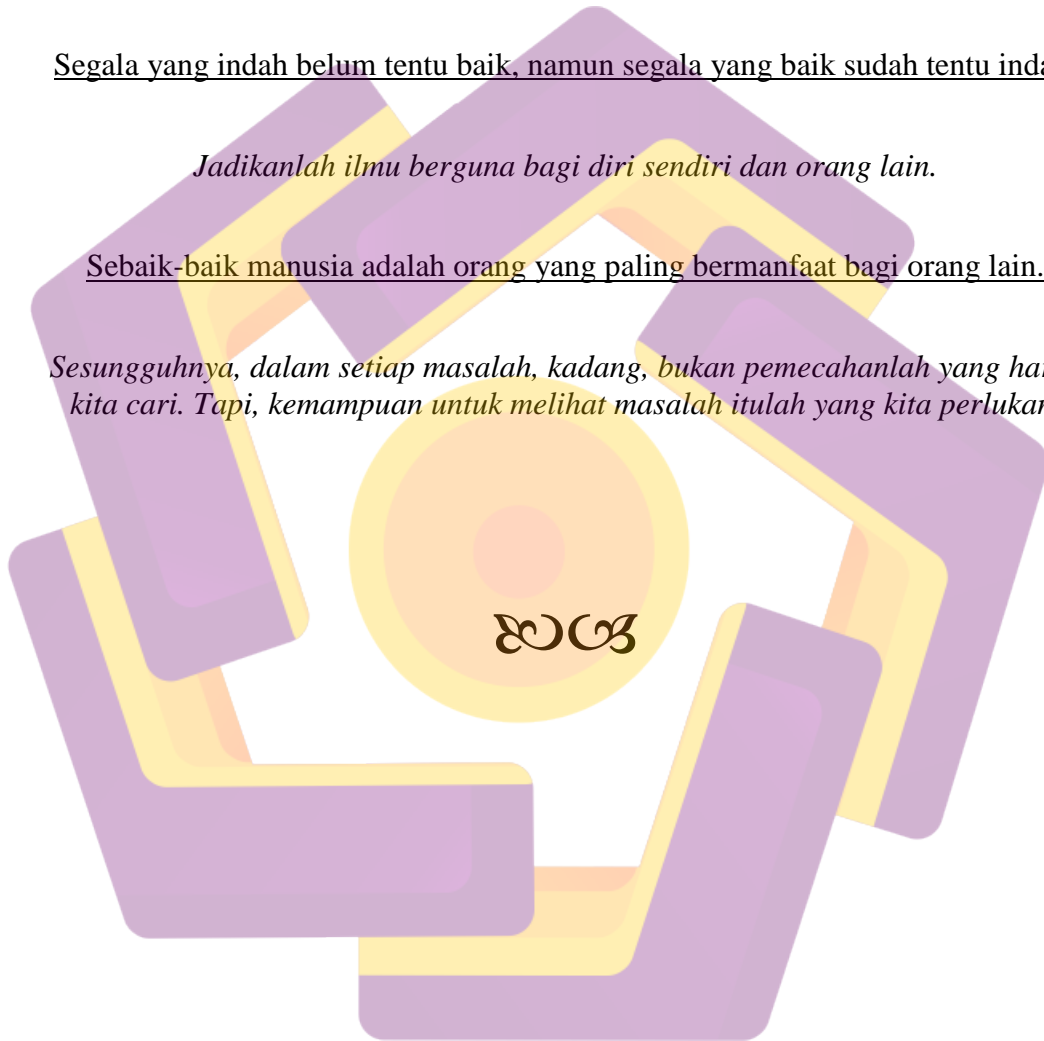 Segala yang indah belum tentu baik, namun segala yang baik sudah tentu
Jadikanlah ilmu berguna bagi diri sendiri dan orang lain.
Sebaik-baik manusia adalah orang yang paling bermanfaat bagi orang lain.
Sesungguhnya, dalam setiap masalah, kadang, bukan pemecahanlah yang
kita cari. Tapi, kemampuan untuk melihat masalah itulah yang kita perlukan